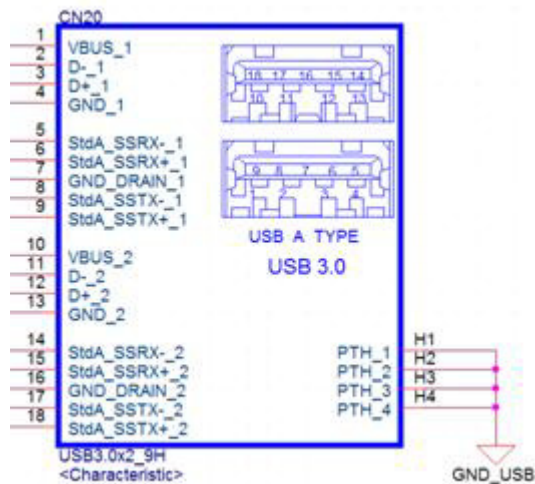 CN20
1 VBUS_1
2 D-_1
3 D+_1
4 GND_1
5 StdA_SSRX-_1
6 StdA_SSRX+_1
7 GND_DRAIN_1
8 StdA_SSTX-_1
9 StdA_SSTX+_1
10 VBUS_2
11 D-_2
12 D+_2
13 GND_2
14 StdA_SSRX-_2
15 StdA_SSRX+_2
16 GND_DRAIN_2
17 StdA_SSTX-_2
18 StdA_SSTX+_2
18 17 16 15 14
10 11 12 13
9 8 7 6 5
1 2 3 4
USB A TYPE
USB 3.0
PTH_1 H1
PTH_2 H2
PTH_3 H3
PTH_4 H4
GND_USB
USB3.0x2_9H
<Characteristic>